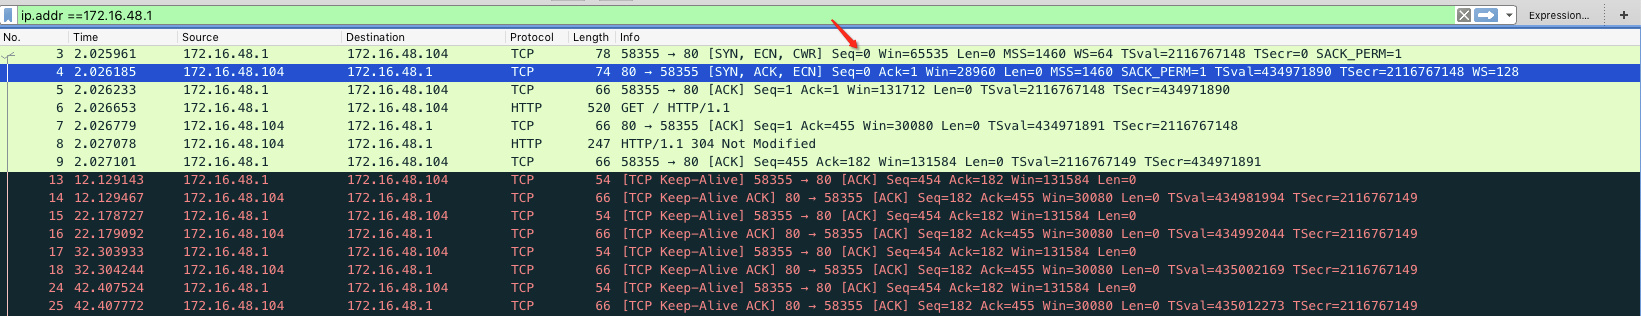 ip.addr ==172.16.48.1 Expression... +
No. Time Source Destination Protocol Length Info
3 2.025961 172.16.48.1 172.16.48.104 TCP 78 58355 → 80 [SYN, ECN, CWR] Seq=0 Win=65535 Len=0 MSS=1460 WS=64 TSval=2116767148 TSecr=0 SACK_PERM=1
4 2.026185 172.16.48.104 172.16.48.1 TCP 74 80 → 58355 [SYN, ACK, ECN] Seq=0 Ack=1 Win=28960 Len=0 MSS=1460 SACK_PERM=1 TSval=434971890 TSecr=2116767148 WS=128
5 2.026233 172.16.48.1 172.16.48.104 TCP 66 58355 → 80 [ACK] Seq=1 Ack=1 Win=131712 Len=0 TSval=2116767148 TSecr=434971890
6 2.026653 172.16.48.1 172.16.48.104 HTTP 520 GET / HTTP/1.1
7 2.026779 172.16.48.104 172.16.48.1 TCP 66 80 → 58355 [ACK] Seq=1 Ack=455 Win=30080 Len=0 TSval=434971891 TSecr=2116767148
8 2.027078 172.16.48.104 172.16.48.1 HTTP 247 HTTP/1.1 304 Not Modified
9 2.027101 172.16.48.1 172.16.48.104 TCP 66 58355 → 80 [ACK] Seq=455 Ack=182 Win=131584 Len=0 TSval=2116767149 TSecr=434971891
13 12.129143 172.16.48.1 172.16.48.104 TCP 54 [TCP Keep-Alive] 58355 → 80 [ACK] Seq=454 Ack=182 Win=131584 Len=0
14 12.129467 172.16.48.104 172.16.48.1 TCP 66 [TCP Keep-Alive ACK] 80 → 58355 [ACK] Seq=182 Ack=455 Win=30080 Len=0 TSval=434981994 TSecr=2116767149
15 22.178727 172.16.48.1 172.16.48.104 TCP 54 [TCP Keep-Alive] 58355 → 80 [ACK] Seq=454 Ack=182 Win=131584 Len=0
16 22.179092 172.16.48.104 172.16.48.1 TCP 66 [TCP Keep-Alive ACK] 80 → 58355 [ACK] Seq=182 Ack=455 Win=30080 Len=0 TSval=434992044 TSecr=2116767149
17 32.303933 172.16.48.1 172.16.48.104 TCP 54 [TCP Keep-Alive] 58355 → 80 [ACK] Seq=454 Ack=182 Win=131584 Len=0
18 32.304244 172.16.48.104 172.16.48.1 TCP 66 [TCP Keep-Alive ACK] 80 → 58355 [ACK] Seq=182 Ack=455 Win=30080 Len=0 TSval=435002169 TSecr=2116767149
24 42.407524 172.16.48.1 172.16.48.104 TCP 54 [TCP Keep-Alive] 58355 → 80 [ACK] Seq=454 Ack=182 Win=131584 Len=0
25 42.407772 172.16.48.104 172.16.48.1 TCP 66 [TCP Keep-Alive ACK] 80 → 58355 [ACK] Seq=182 Ack=455 Win=30080 Len=0 TSval=435012273 TSecr=2116767149